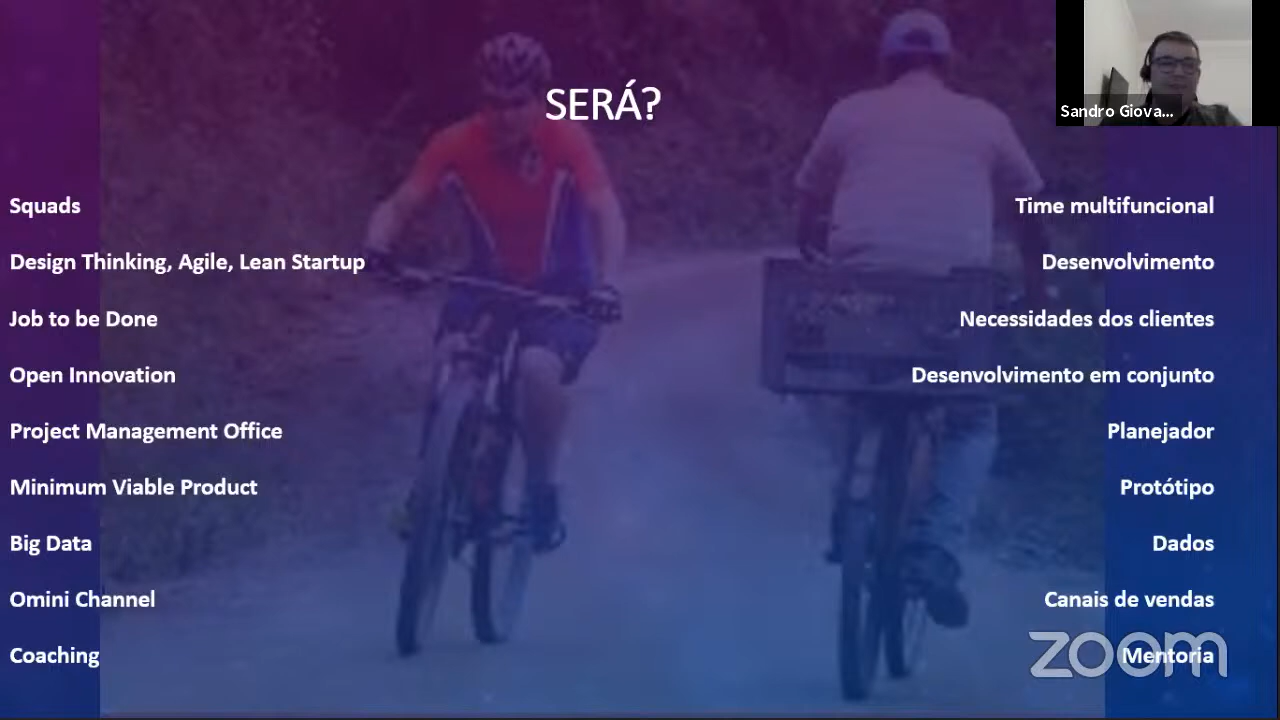 SERÁ?
Sandro Giova...
Squads
Time multifuncional
Design Thinking, Agile, Lean Startup
Desenvolvimento
Job to be Done
Necessidades dos clientes
Open Innovation
Desenvolvimento em conjunto
Project Management Office
Planejador
Minimum Viable Product
Protótipo
Big Data
Dados
Omini Channel
Canais de vendas
Coaching
Mentoria
zoom